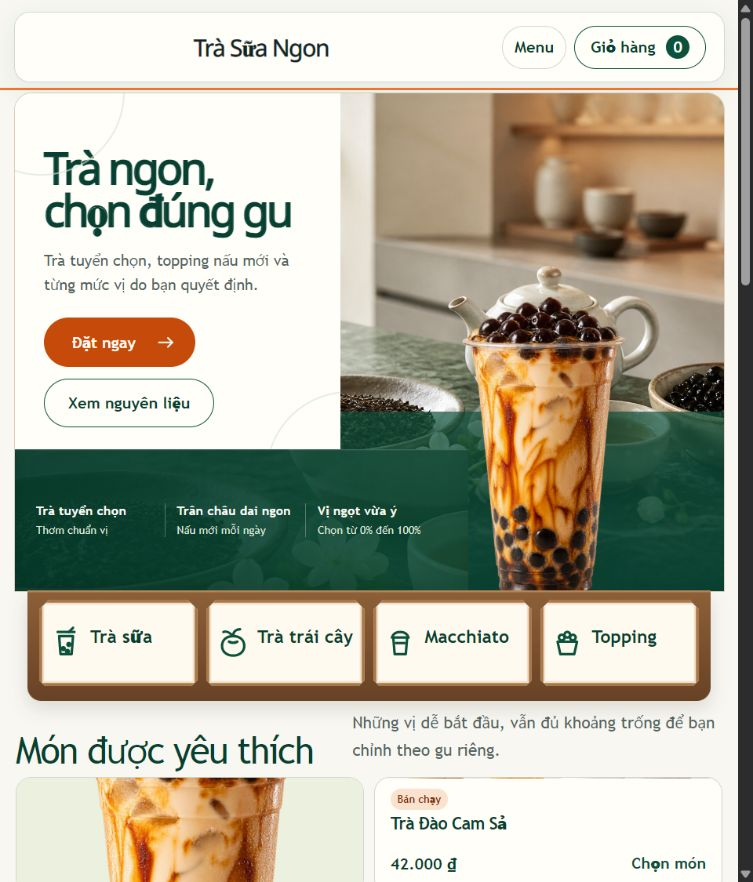 Trà Sữa Ngon
Menu
Giỏ hàng 0
Trà ngon,
chọn đúng gu
Trà tuyển chọn, topping nấu mới và
từng mức vị do bạn quyết định.
Đặt ngay →
Xem nguyên liệu
Trà tuyển chọn
Thơm chuẩn vị
Trân châu dai ngon
Nấu mới mỗi ngày
Vị ngọt vừa ý
Chọn từ 0% đến 100%
Trà sữa
Trà trái cây
Macchiato
Topping
Món được yêu thích
Những vị dễ bắt đầu, vẫn đủ khoảng trống để bạn
chỉnh theo gu riêng.
Bán chạy
Trà Đào Cam Sả
42.000 ₫
Chọn món